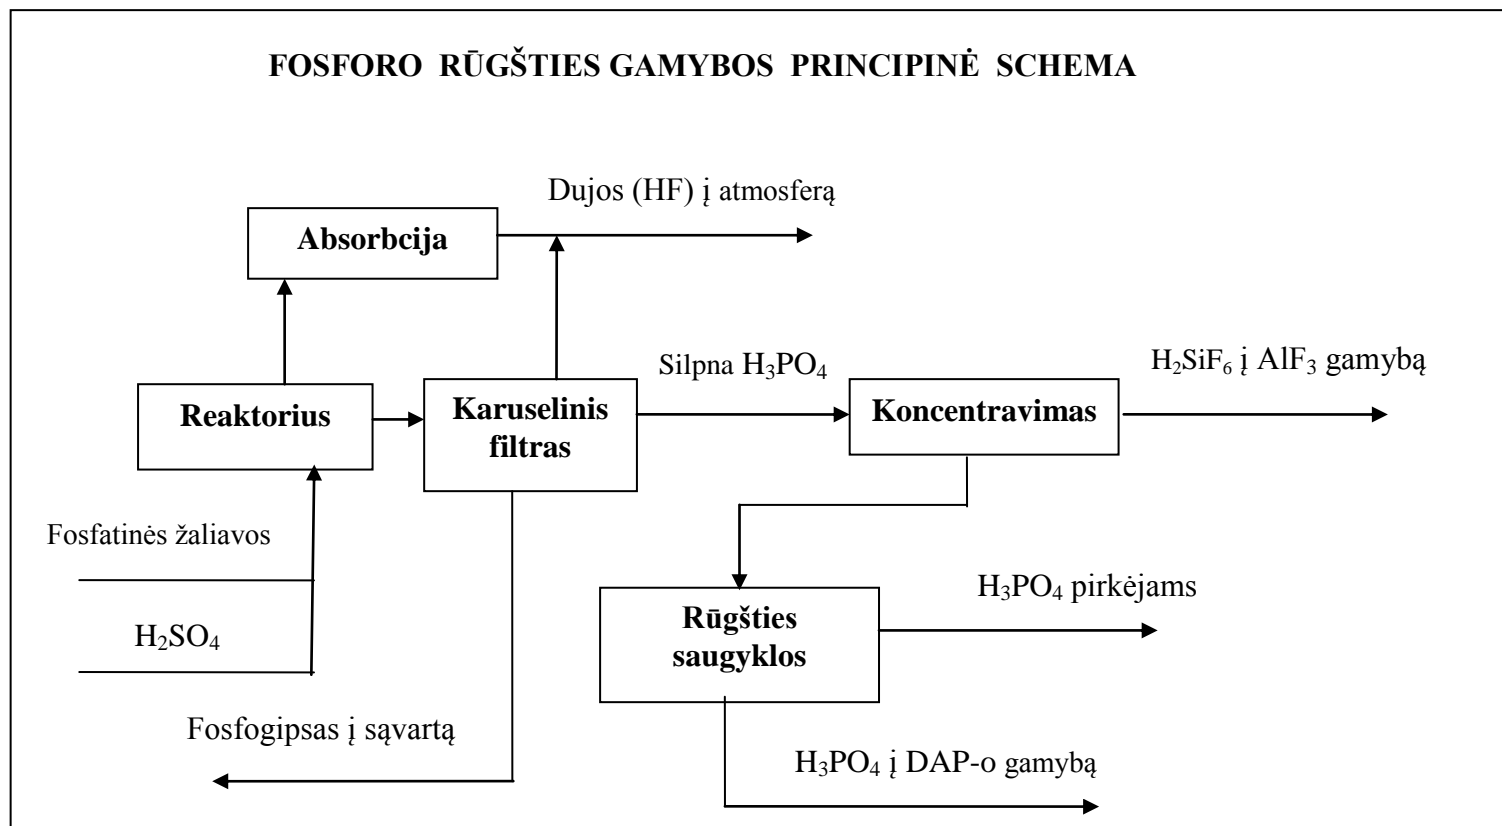 FOSFORO RŪGŠTIES GAMYBOS PRINCIPINĖ SCHEMA
Dujos (HF) į atmosferą
Absorbcija
Silpna H₃PO₄
H₂SiF₆ į AlF₃ gamybą
Reaktorius
Karuselinis
filtras
Koncentravimas
Fosfatinės žaliavos
H₂SO₄
H₃PO₄ pirkėjams
Rūgšties
saugyklos
Fosfogipsas į sąvartą
H₃PO₄ į DAP-o gamybą